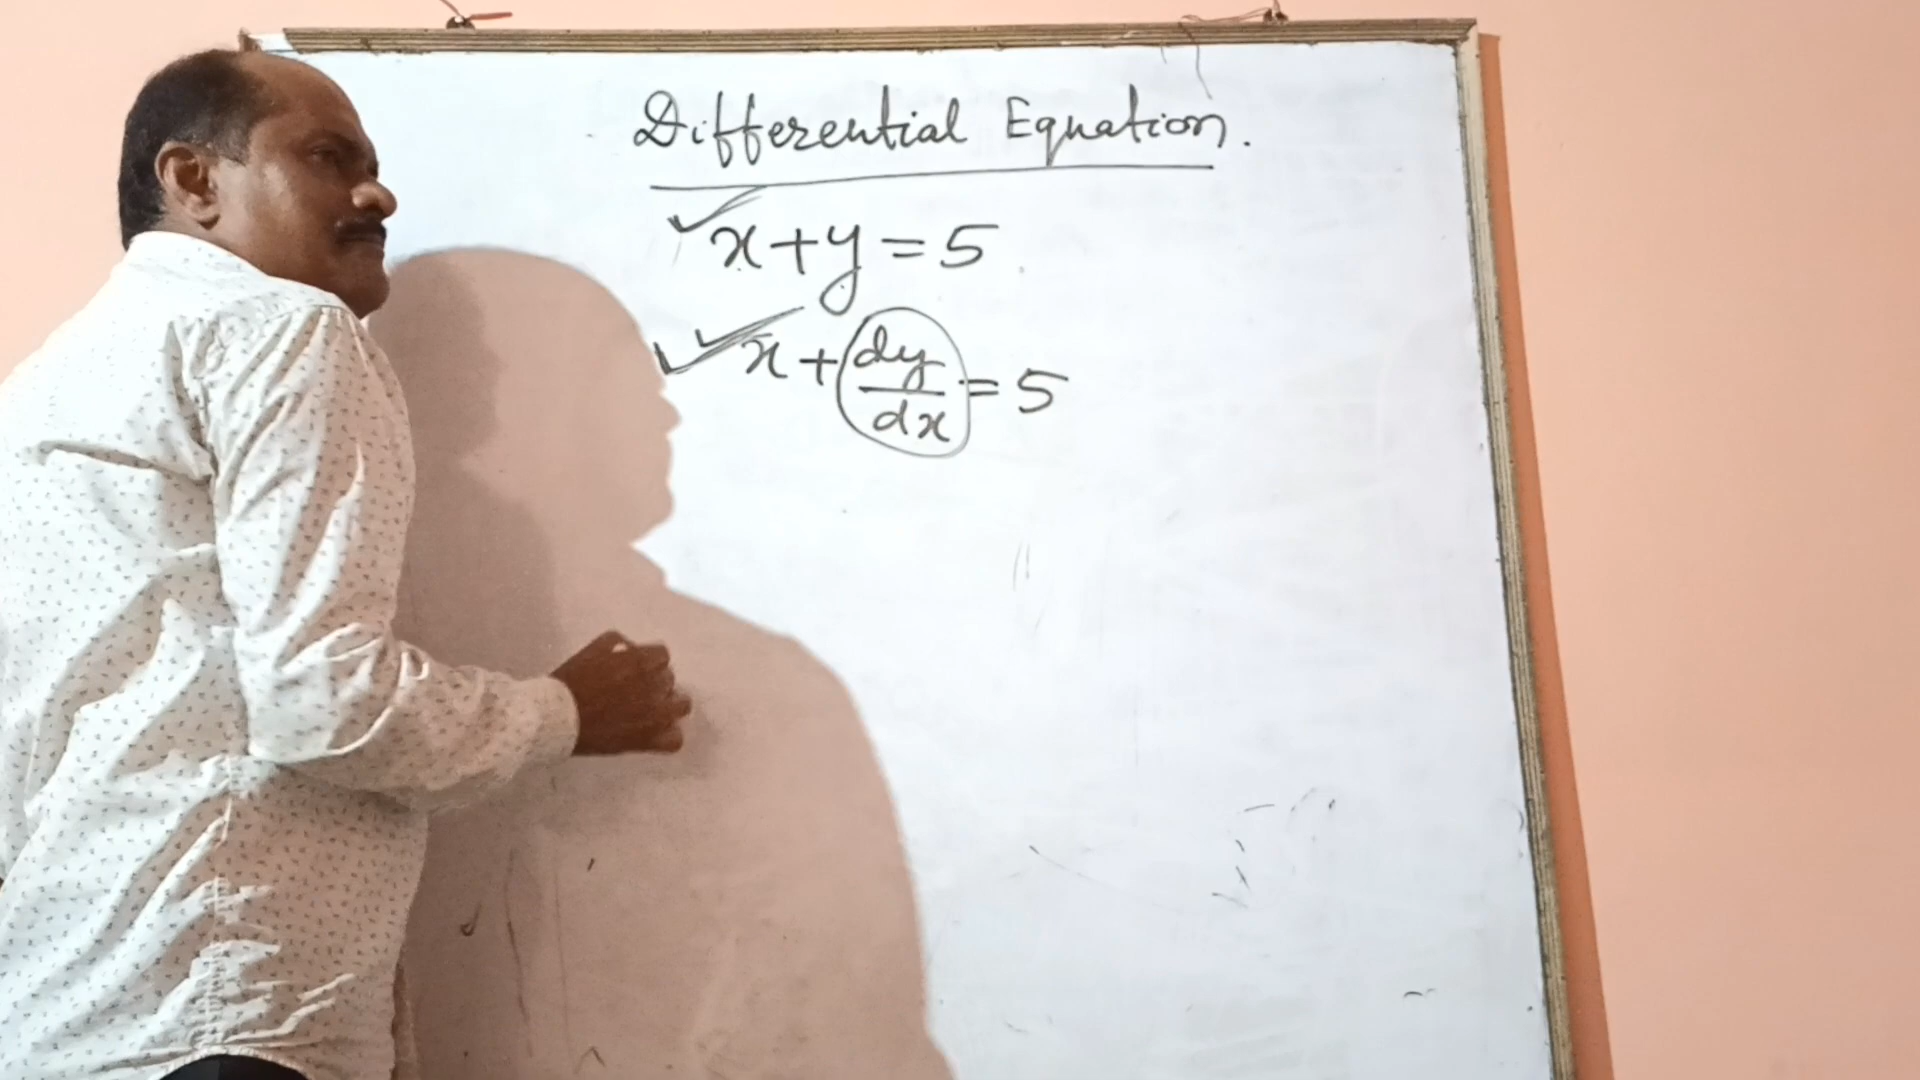 Differential Equation.
✓ x + y = 5
✓✓ x + dy/dx = 5